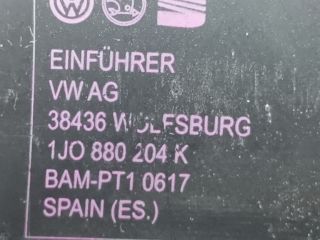 EINFÜHRER
VW AG
38436 WOLFSBURG
1JO 880 204 K
BAM-PT1 0617
SPAIN (ES.)